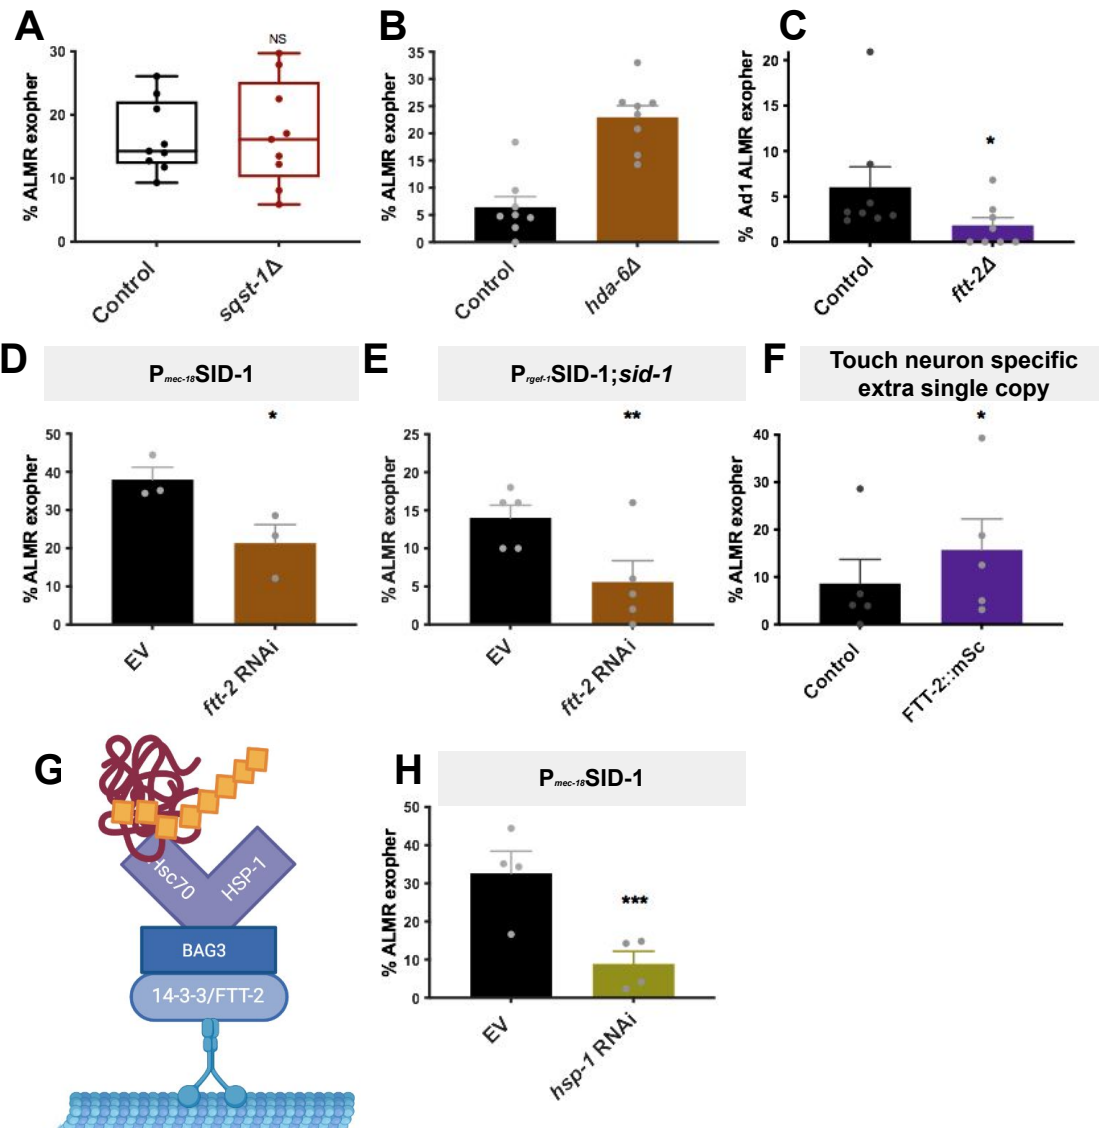 A
% ALMR exopher
30
20
10
0
NS
Control
sqst-1Δ
B
% ALMR exopher
35
30
25
20
15
10
5
0
Control
hda-6Δ
C
% Ad1 ALMR exopher
20
15
10
5
0
*
Control
ftt-2Δ
D
Pmec-18SID-1
% ALMR exopher
50
40
30
20
10
0
*
EV
ftt-2 RNAi
E
Prgef-1SID-1;sid-1
% ALMR exopher
25
20
15
10
5
0
**
EV
ftt-2 RNAi
F
Touch neuron specific
extra single copy
% ALMR exopher
40
30
20
10
0
*
Control
FTT-2::mSc
G
Hsc70
HSP-1
BAG3
14-3-3/FTT-2
H
Pmec-18SID-1
% ALMR exopher
50
40
30
20
10
0
***
EV
hsp-1 RNAi